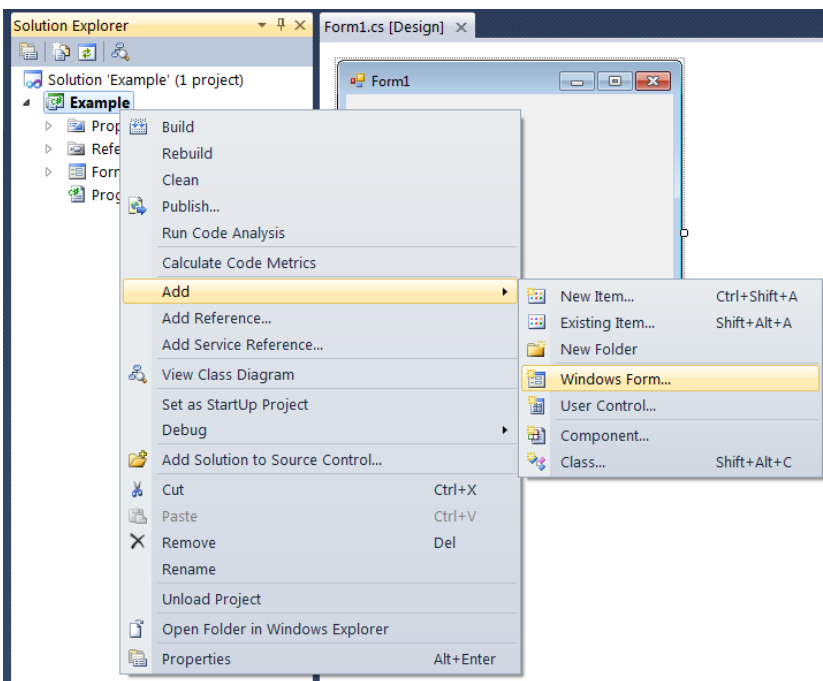 Solution Explorer
Form1.cs [Design]
Solution 'Example' (1 project)
Example
Form1
Build
Rebuild
Clean
Publish...
Run Code Analysis
Calculate Code Metrics
Add
Add Reference...
Add Service Reference...
View Class Diagram
Set as StartUp Project
Debug
Add Solution to Source Control...
Cut Ctrl+X
Paste Ctrl+V
Remove Del
Rename
Unload Project
Open Folder in Windows Explorer
Properties Alt+Enter
New Item... Ctrl+Shift+A
Existing Item... Shift+Alt+A
New Folder
Windows Form...
User Control...
Component...
Class... Shift+Alt+C